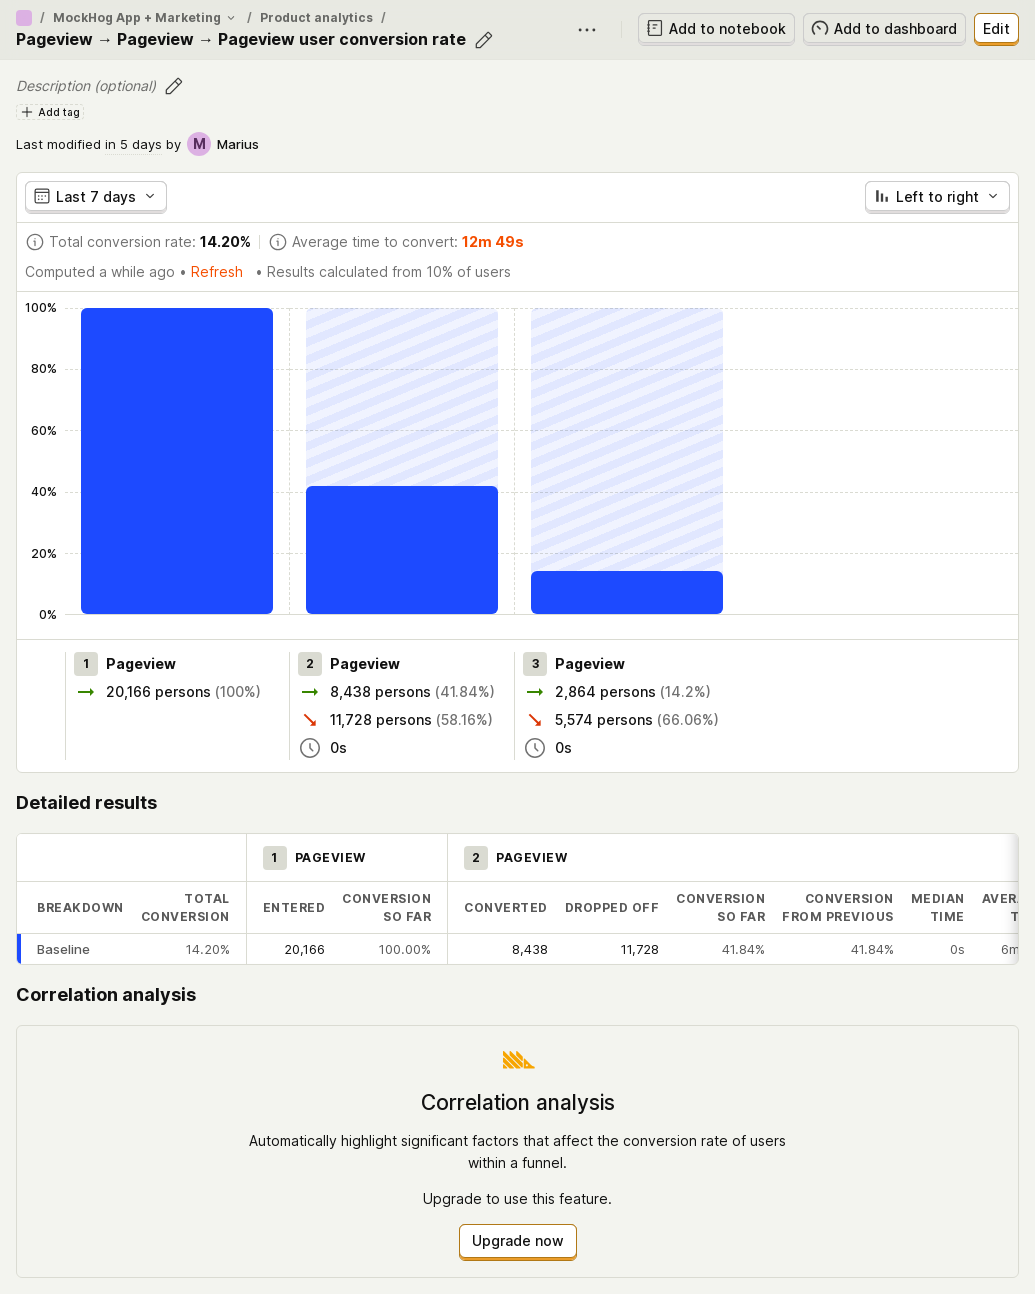 / MockHog App + Marketing / Product analytics /
Pageview → Pageview → Pageview user conversion rate
Add to notebook
Add to dashboard
Edit
Description (optional)
Add tag
Last modified in 5 days by M Marius
Last 7 days
Left to right
Total conversion rate: 14.20%
Average time to convert: 12m 49s
Computed a while ago • Refresh • Results calculated from 10% of users
100%
80%
60%
40%
20%
0%
1 Pageview
20,166 persons (100%)
2 Pageview
8,438 persons (41.84%)
11,728 persons (58.16%)
0s
3 Pageview
2,864 persons (14.2%)
5,574 persons (66.06%)
0s
Detailed results
1 PAGEVIEW
2 PAGEVIEW
BREAKDOWN
TOTAL
CONVERSION
ENTERED
CONVERSION
SO FAR
CONVERTED
DROPPED OFF
CONVERSION
SO FAR
CONVERSION
FROM PREVIOUS
MEDIAN
TIME
Baseline 14.20% 20,166 100.00% 8,438 11,728 41.84% 41.84% 0s 6m
Correlation analysis
Correlation analysis
Automatically highlight significant factors that affect the conversion rate of users
within a funnel.
Upgrade to use this feature.
Upgrade now